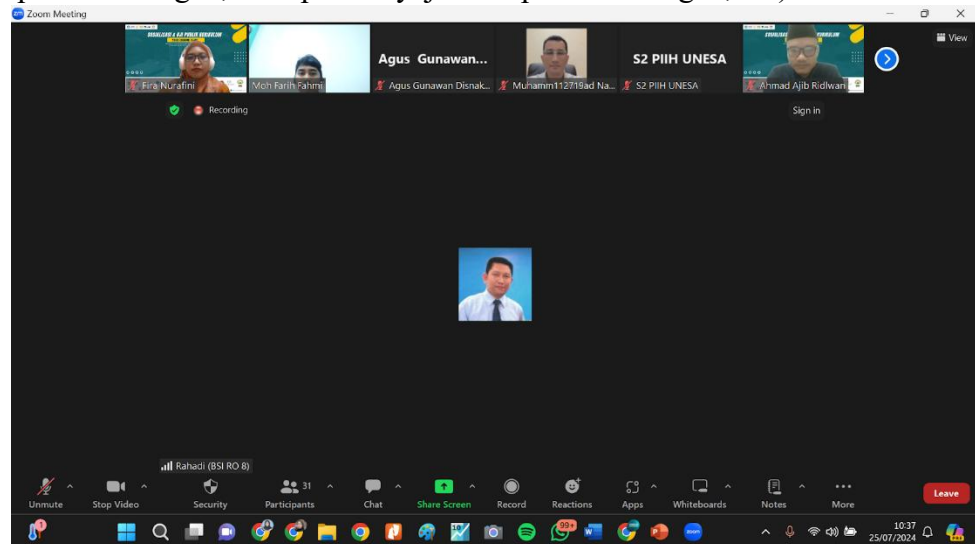 Zoom Meeting
View
Agus Gunawan...
S2 PIIH UNESA
Fira Nurafini
Moh Farih Fahmi
Agus Gunawan Disnak...
Muhamm112719ad Na...
S2 PIIH UNESA
Ahmad Ajib Ridlwan
Recording
Sign in
Rahadi (BSI RO 8)
31
Unmute
Stop Video
Security
Participants
Chat
Share Screen
Record
Reactions
Apps
Whiteboards
Notes
More
Leave
99+
10:37
25/07/2024